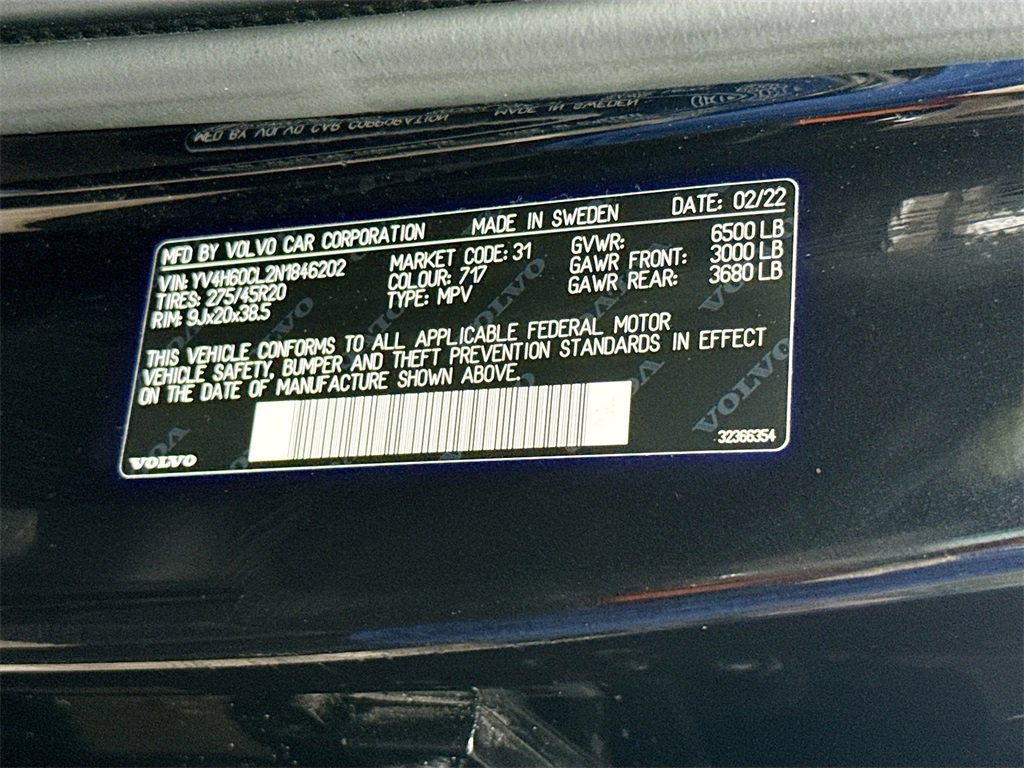 MFD BY VOLVO CAR CORPORATION MADE IN SWEDEN DATE: 02/22
VIN: YV4H60CL2N1846202 MARKET CODE: 31 GVWR: 6500 LB
TIRES: 275/45R20 COLOUR: 717 GAWR FRONT: 3000 LB
RIM: 9Jx20x38.5 TYPE: MPV GAWR REAR: 3680 LB
THIS VEHICLE CONFORMS TO ALL APPLICABLE FEDERAL MOTOR
VEHICLE SAFETY, BUMPER AND THEFT PREVENTION STANDARDS IN EFFECT
ON THE DATE OF MANUFACTURE SHOWN ABOVE.
VOLVO 32366354